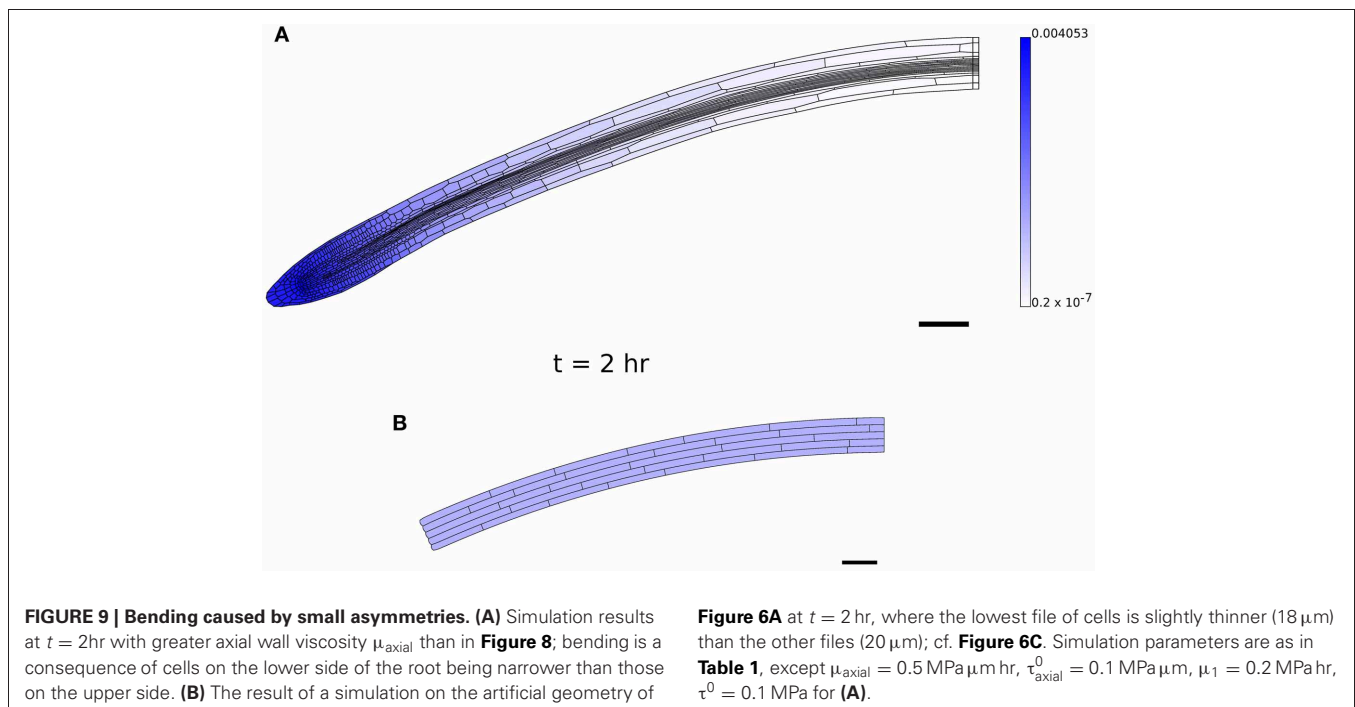 A
0.004053
0.2 x 10⁻⁷
t = 2 hr
B
FIGURE 9 | Bending caused by small asymmetries. (A) Simulation results
at t = 2hr with greater axial wall viscosity μaxial than in Figure 8; bending is a
consequence of cells on the lower side of the root being narrower than those
on the upper side. (B) The result of a simulation on the artificial geometry of
Figure 6A at t = 2 hr, where the lowest file of cells is slightly thinner (18 μm)
than the other files (20 μm); cf. Figure 6C. Simulation parameters are as in
Table 1, except μaxial = 0.5 MPa μm hr, τ⁰axial = 0.1 MPa μm, μ₁ = 0.2 MPa hr,
τ⁰ = 0.1 MPa for (A).